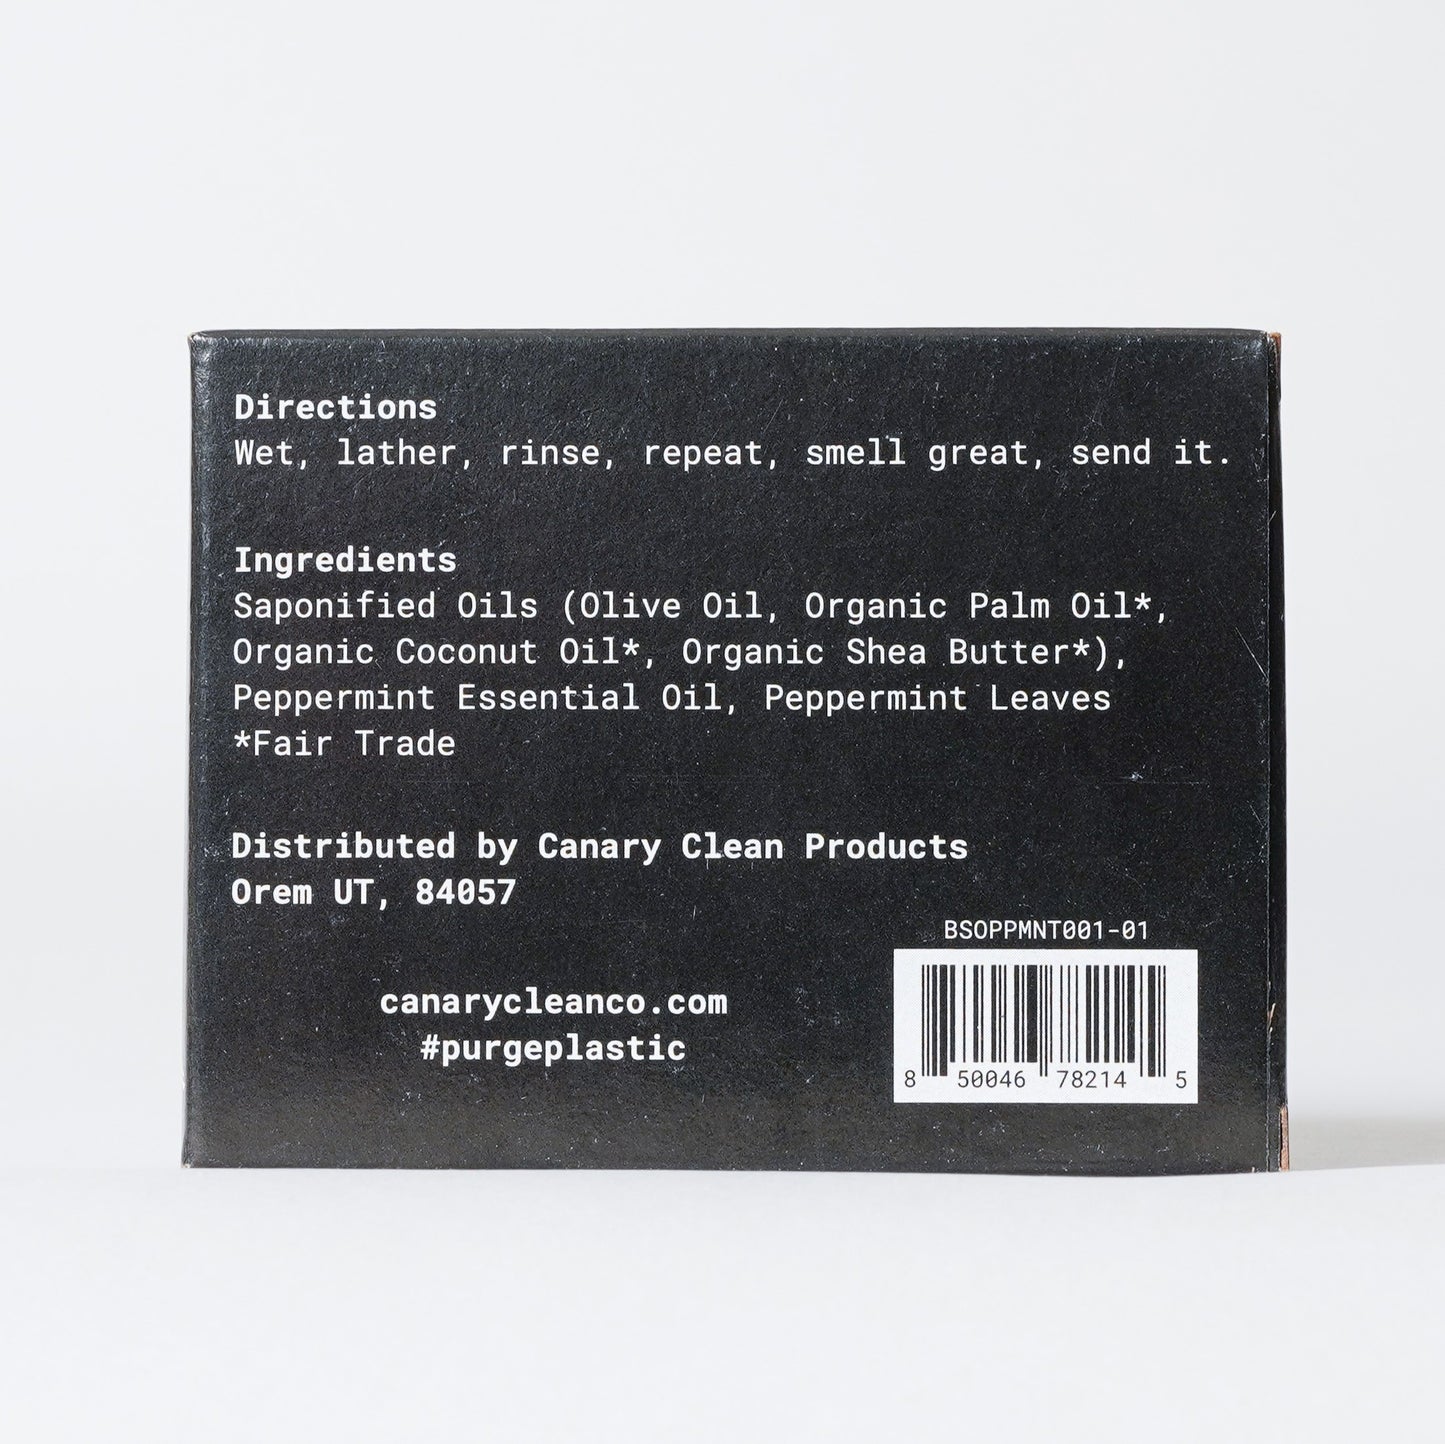 Directions
Wet, lather, rinse, repeat, smell great, send it.
Ingredients
Saponified Oils (Olive Oil, Organic Palm Oil*,
Organic Coconut Oil*, Organic Shea Butter*),
Peppermint Essential Oil, Peppermint Leaves
*Fair Trade
Distributed by Canary Clean Products
Orem UT, 84057
canarycleanco.com
#purgeplastic
BSOPPMNT001-01
8 50046 78214 5